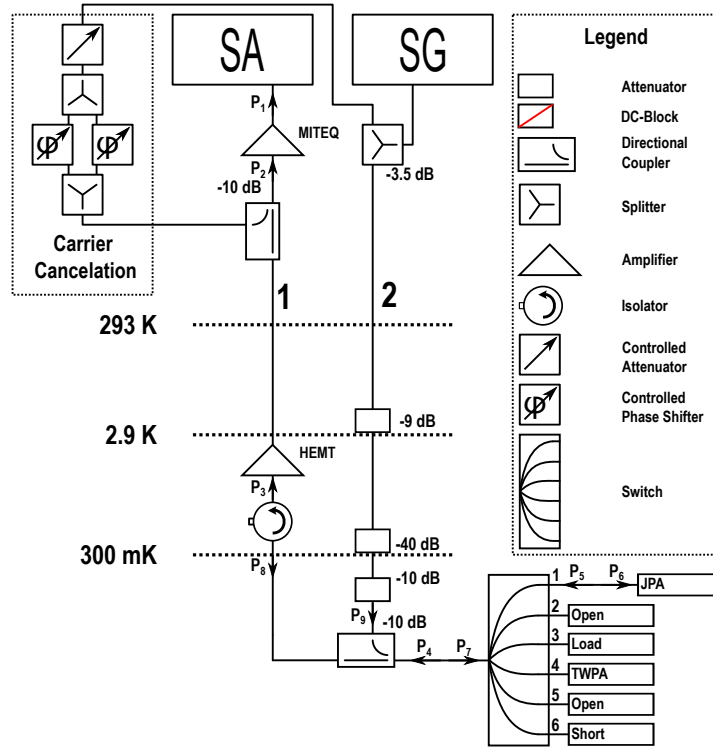 SA
SG
P1
MITEQ
P2
-10 dB
-3.5 dB
φ
φ
Carrier
Cancelation
1
2
293 K
-9 dB
2.9 K
HEMT
P3
-40 dB
300 mK
P8
-10 dB
P9
-10 dB
P4
P7
1
P5
P6
JPA
2
Open
3
Load
4
TWPA
5
Open
6
Short
Legend
Attenuator
DC-Block
Directional
Coupler
Splitter
Amplifier
Isolator
Controlled
Attenuator
φ
Controlled
Phase Shifter
Switch